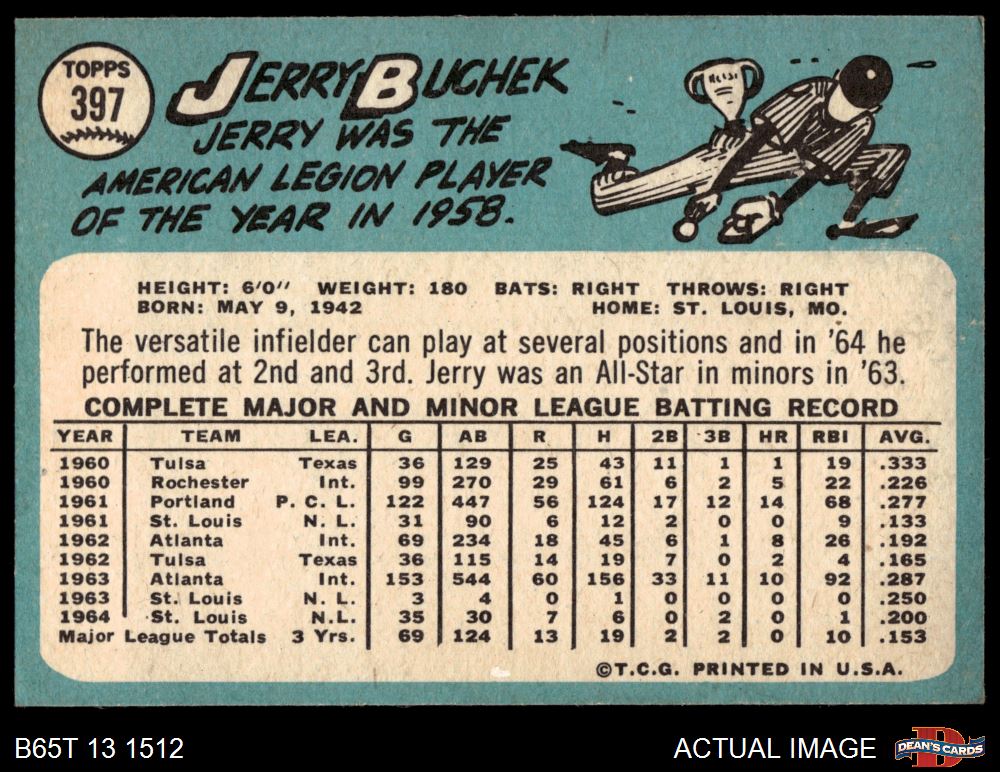 TOPPS
397
JERRY BUCHEK
JERRY WAS THE
AMERICAN LEGION PLAYER
OF THE YEAR IN 1958.
HEIGHT: 6'0" WEIGHT: 180 BATS: RIGHT THROWS: RIGHT
BORN: MAY 9, 1942 HOME: ST. LOUIS, MO.
The versatile infielder can play at several positions and in '64 he
performed at 2nd and 3rd. Jerry was an All-Star in minors in '63.
COMPLETE MAJOR AND MINOR LEAGUE BATTING RECORD
YEAR TEAM LEA. G AB R H 2B 3B HR RBI AVG.
1960 Tulsa Texas 36 129 25 43 11 1 1 19 .333
1960 Rochester Int. 99 270 29 61 6 2 5 22 .226
1961 Portland P. C. L. 122 447 56 124 17 12 14 68 .277
1961 St. Louis N. L. 31 90 6 12 2 0 0 9 .133
1962 Atlanta Int. 69 234 18 45 6 1 8 26 .192
1962 Tulsa Texas 36 115 14 19 7 0 2 4 .165
1963 Atlanta Int. 153 544 60 156 33 11 10 92 .287
1963 St. Louis N. L. 3 4 0 1 0 0 0 0 .250
1964 St. Louis N.L. 35 30 7 6 0 2 0 1 .200
Major League Totals 3 Yrs. 69 124 13 19 2 2 0 10 .153
©T.C.G. PRINTED IN U.S.A.
B65T 13 1512 ACTUAL IMAGE DEAN'S CARDS